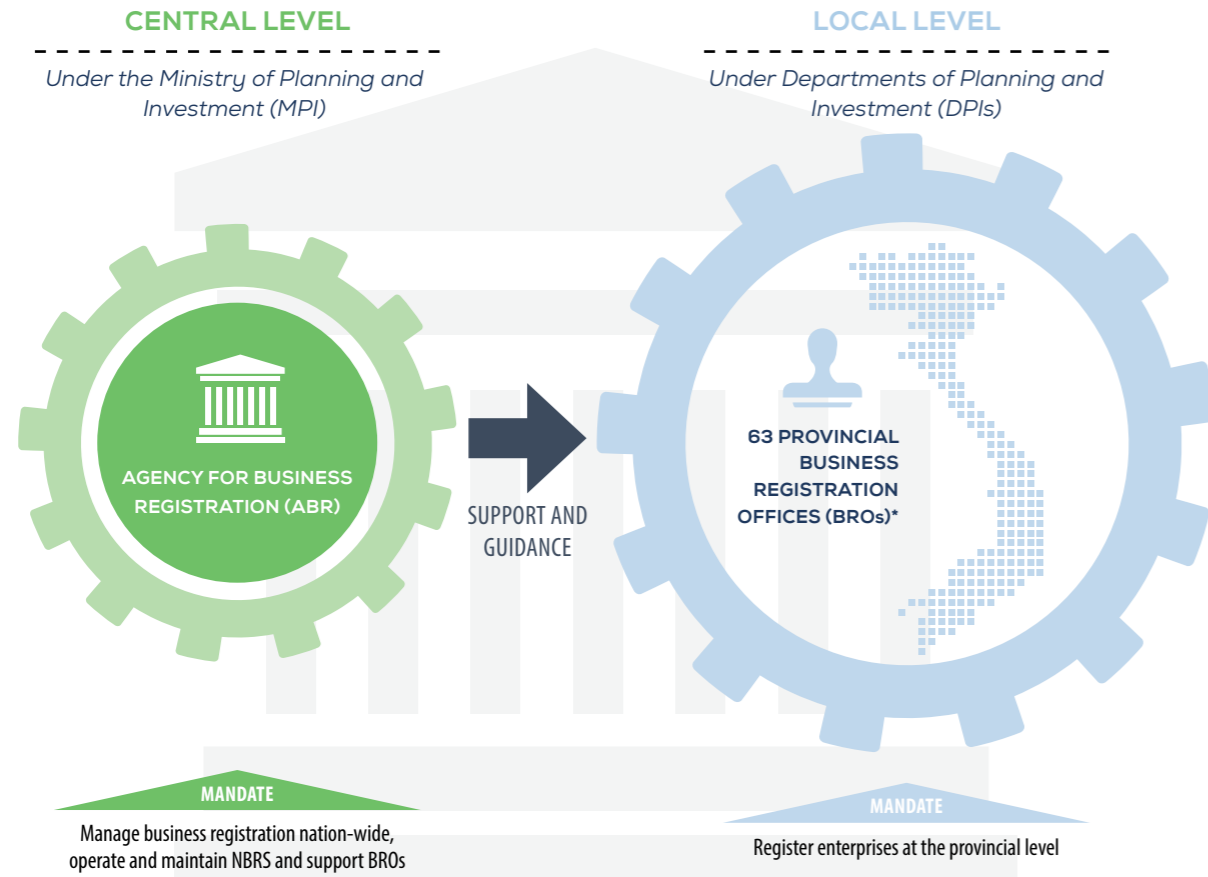 CENTRAL LEVEL
Under the Ministry of Planning and
Investment (MPI)
LOCAL LEVEL
Under Departments of Planning and
Investment (DPIs)
AGENCY FOR BUSINESS
REGISTRATION (ABR)
SUPPORT AND
GUIDANCE
63 PROVINCIAL
BUSINESS
REGISTRATION
OFFICES (BROs)*
MANDATE
Manage business registration nation-wide,
operate and maintain NBRS and support BROs
MANDATE
Register enterprises at the provincial level